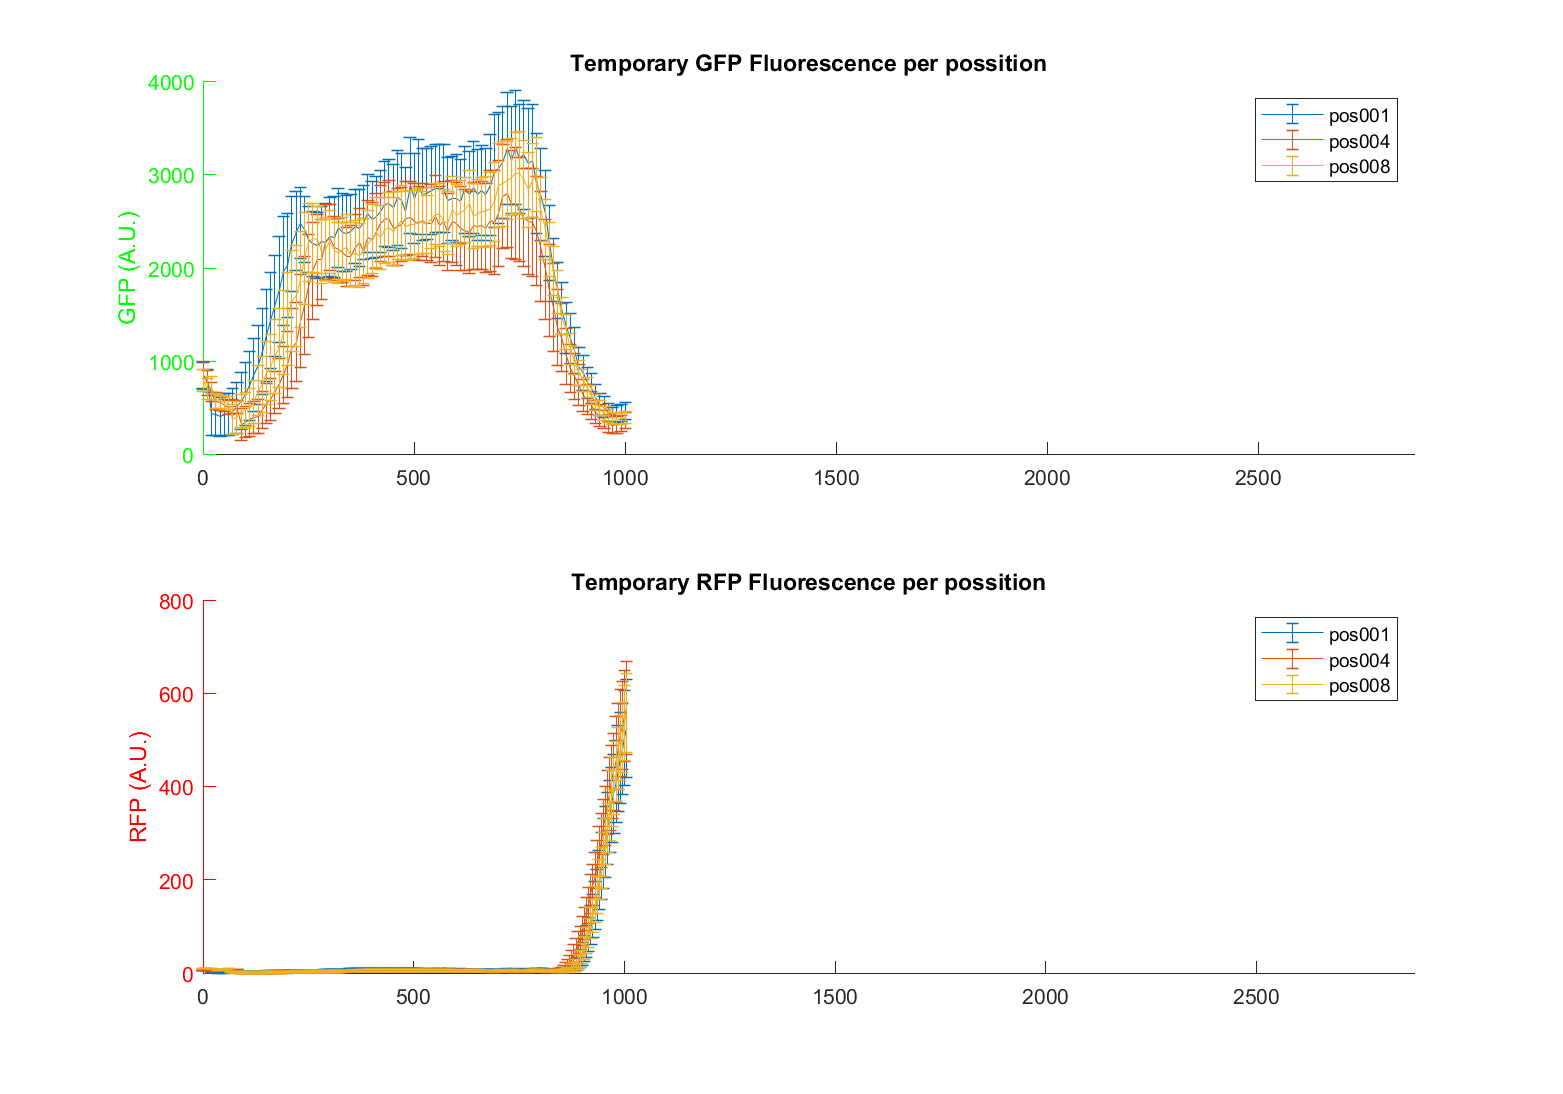 Temporary GFP Fluorescence per possition
4000
3000
2000
1000
0
GFP (A.U.)
0 500 1000 1500 2000 2500
pos001
pos004
pos008
Temporary RFP Fluorescence per possition
800
600
400
200
0
RFP (A.U.)
0 500 1000 1500 2000 2500
pos001
pos004
pos008